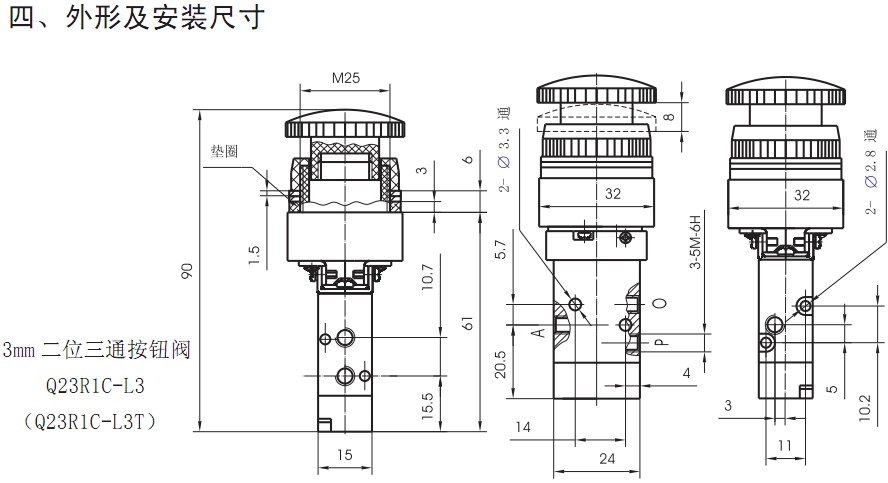 四、外形及安装尺寸
M25
垫圈
3
6
1.5
90
10.7
61
15.5
15
3mm 二位三通按钮阀
Q23R1C-L3
（Q23R1C-L3T）
2- Ø 3.3 通
8
32
5.7
3-5M-6H
A
O
P
20.5
4
14
24
2- Ø 2.8 通
32
3
5
10.2
11